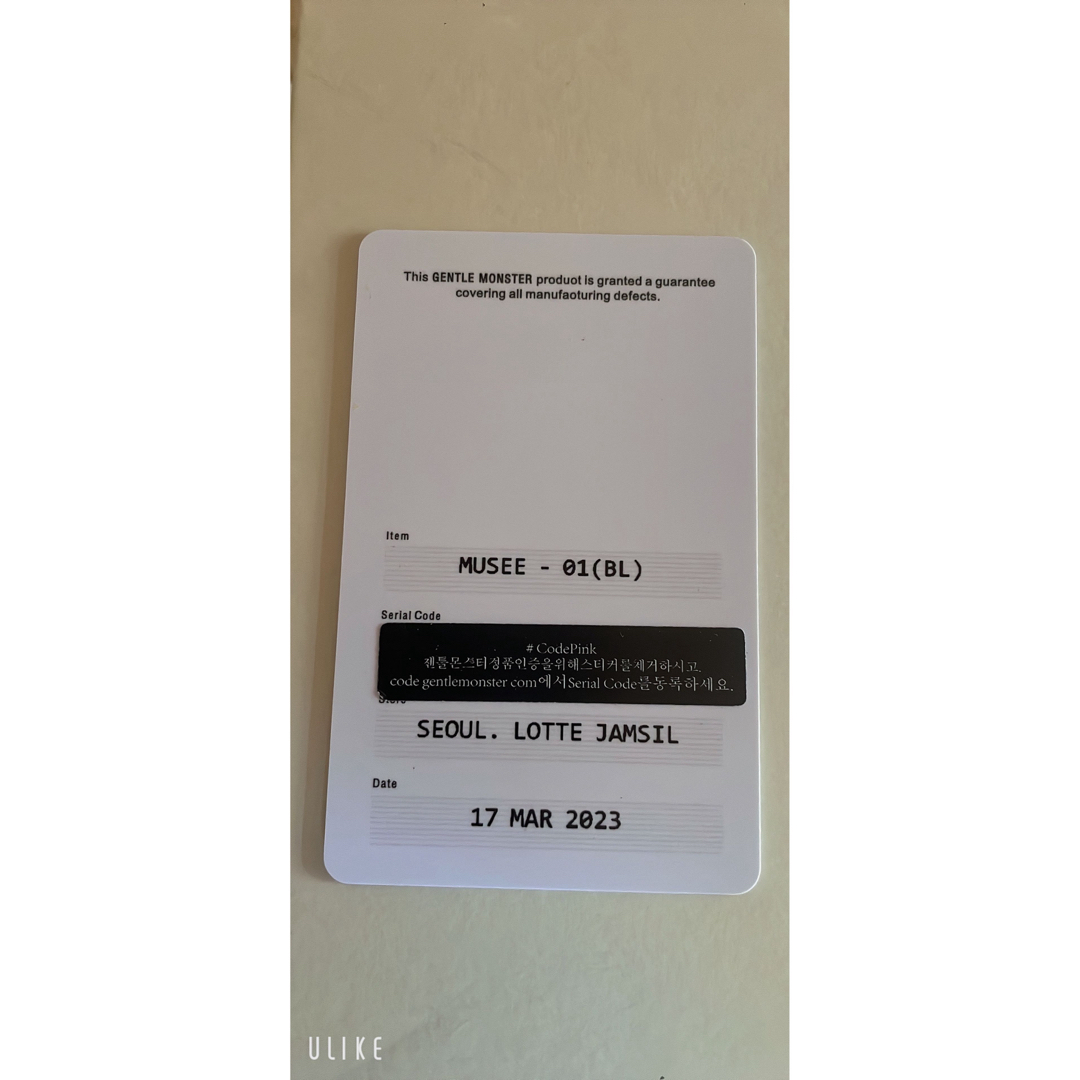 This GENTLE MONSTER produot is granted a guarantee
covering all manufaoturing defects.
Item
MUSEE - 01(BL)
Serial Code
# CodePink
잰틀몬스터정품인증을위해스티커를제거하시고.
code gentlemonster com에서Serial Code를동록하세요.
Store
SEOUL. LOTTE JAMSIL
Date
17 MAR 2023
ULIKE